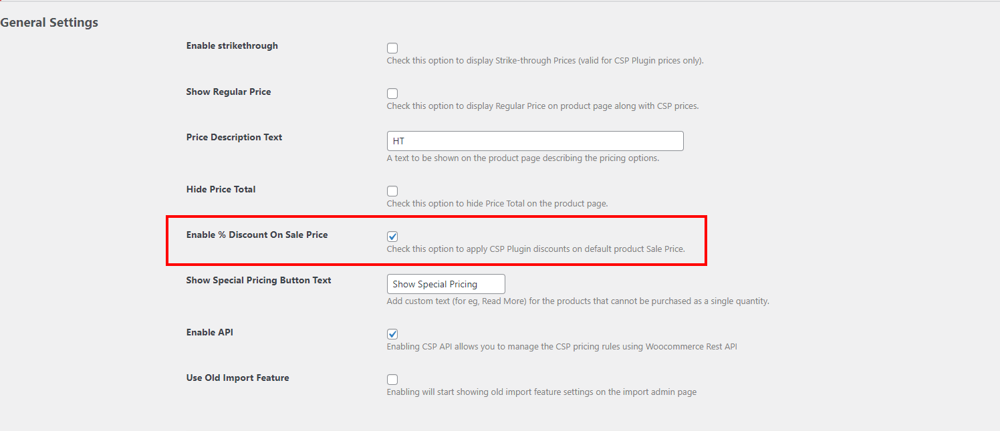 General Settings
Enable strikethrough
Check this option to display Strike-through Prices (valid for CSP Plugin prices only).
Show Regular Price
Check this option to display Regular Price on product page along with CSP prices.
Price Description Text
HT
A text to be shown on the product page describing the pricing options.
Hide Price Total
Check this option to hide Price Total on the product page.
Enable % Discount On Sale Price
Check this option to apply CSP Plugin discounts on default product Sale Price.
Show Special Pricing Button Text
Show Special Pricing
Add custom text (for eg, Read More) for the products that cannot be purchased as a single quantity.
Enable API
Enabling CSP API allows you to manage the CSP pricing rules using Woocommerce Rest API
Use Old Import Feature
Enabling will start showing old import feature settings on the import admin page